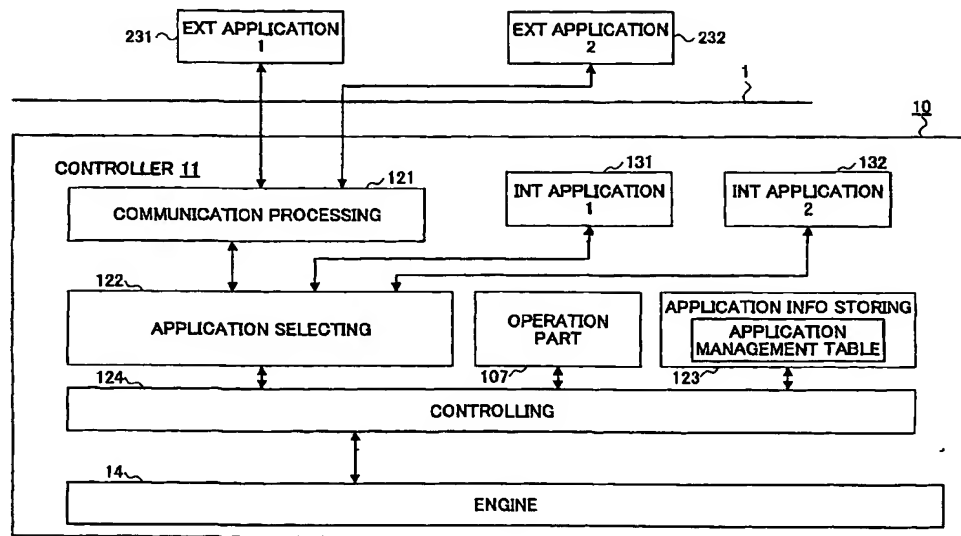 231
EXT APPLICATION
1
EXT APPLICATION
2
232
1
10
CONTROLLER 11
121
COMMUNICATION PROCESSING
131
INT APPLICATION
1
132
INT APPLICATION
2
122
APPLICATION SELECTING
OPERATION
PART
107
APPLICATION INFO STORING
APPLICATION
MANAGEMENT TABLE
123
124
CONTROLLING
14
ENGINE